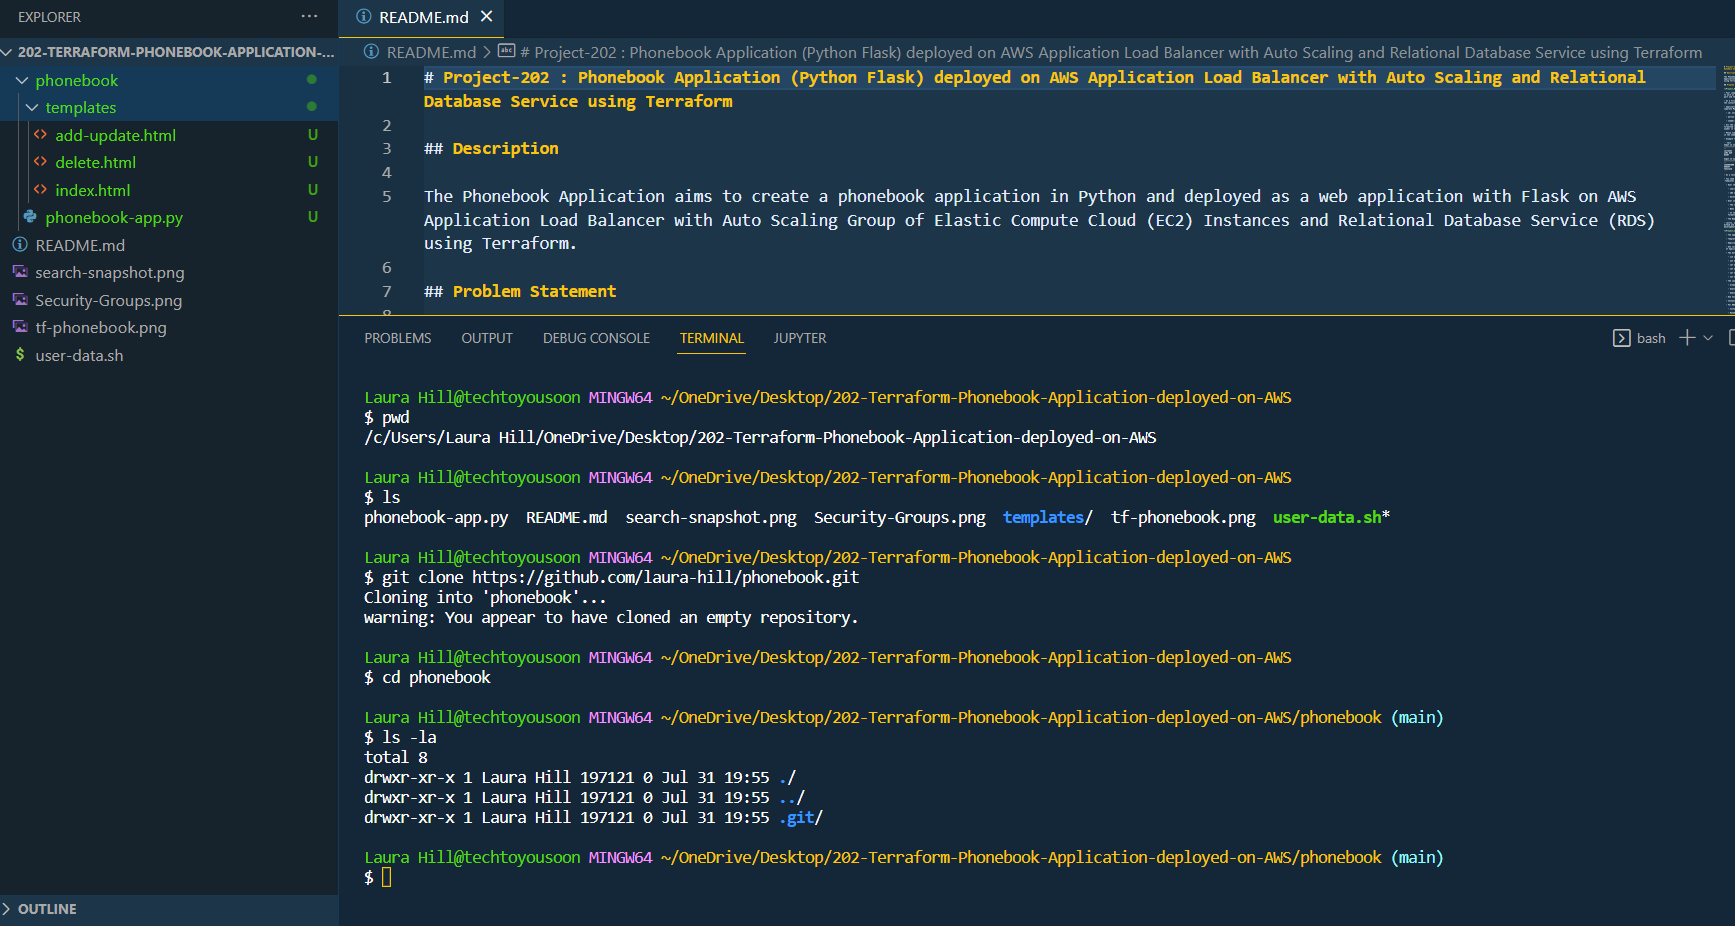 EXPLORER ···
202-TERRAFORM-PHONEBOOK-APPLICATION-...
phonebook
templates
add-update.html U
delete.html U
index.html U
phonebook-app.py U
README.md
search-snapshot.png
Security-Groups.png
tf-phonebook.png
user-data.sh
OUTLINE
README.md
README.md > # Project-202 : Phonebook Application (Python Flask) deployed on AWS Application Load Balancer with Auto Scaling and Relational Database Service using Terraform
1 # Project-202 : Phonebook Application (Python Flask) deployed on AWS Application Load Balancer with Auto Scaling and Relational
Database Service using Terraform
2
3 ## Description
4
5 The Phonebook Application aims to create a phonebook application in Python and deployed as a web application with Flask on AWS
Application Load Balancer with Auto Scaling Group of Elastic Compute Cloud (EC2) Instances and Relational Database Service (RDS)
using Terraform.
6
7 ## Problem Statement
8
PROBLEMS OUTPUT DEBUG CONSOLE TERMINAL JUPYTER bash
Laura Hill@techtoyousoon MINGW64 ~/OneDrive/Desktop/202-Terraform-Phonebook-Application-deployed-on-AWS
$ pwd
/c/Users/Laura Hill/OneDrive/Desktop/202-Terraform-Phonebook-Application-deployed-on-AWS
Laura Hill@techtoyousoon MINGW64 ~/OneDrive/Desktop/202-Terraform-Phonebook-Application-deployed-on-AWS
$ ls
phonebook-app.py README.md search-snapshot.png Security-Groups.png templates/ tf-phonebook.png user-data.sh*
Laura Hill@techtoyousoon MINGW64 ~/OneDrive/Desktop/202-Terraform-Phonebook-Application-deployed-on-AWS
$ git clone https://github.com/laura-hill/phonebook.git
Cloning into 'phonebook'...
warning: You appear to have cloned an empty repository.
Laura Hill@techtoyousoon MINGW64 ~/OneDrive/Desktop/202-Terraform-Phonebook-Application-deployed-on-AWS
$ cd phonebook
Laura Hill@techtoyousoon MINGW64 ~/OneDrive/Desktop/202-Terraform-Phonebook-Application-deployed-on-AWS/phonebook (main)
$ ls -la
total 8
drwxr-xr-x 1 Laura Hill 197121 0 Jul 31 19:55 ./
drwxr-xr-x 1 Laura Hill 197121 0 Jul 31 19:55 ../
drwxr-xr-x 1 Laura Hill 197121 0 Jul 31 19:55 .git/
Laura Hill@techtoyousoon MINGW64 ~/OneDrive/Desktop/202-Terraform-Phonebook-Application-deployed-on-AWS/phonebook (main)
$